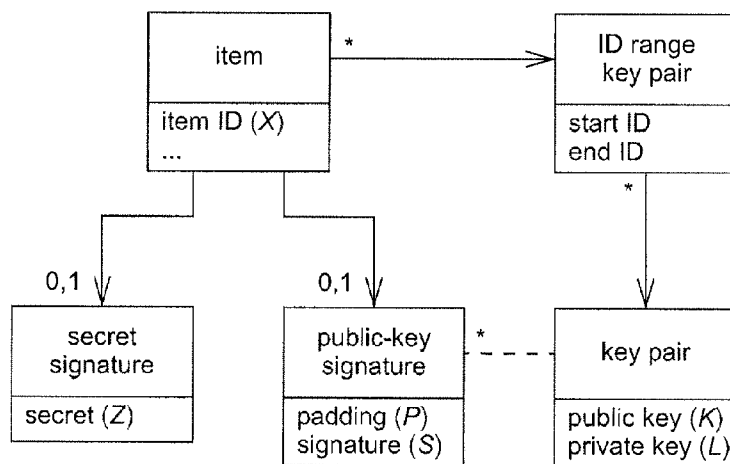 item
item ID (X)
...
*
ID range
key pair
start ID
end ID
*
0,1
0,1
secret
signature
secret (Z)
public-key
signature
padding (P)
signature (S)
*
key pair
public key (K)
private key (L)